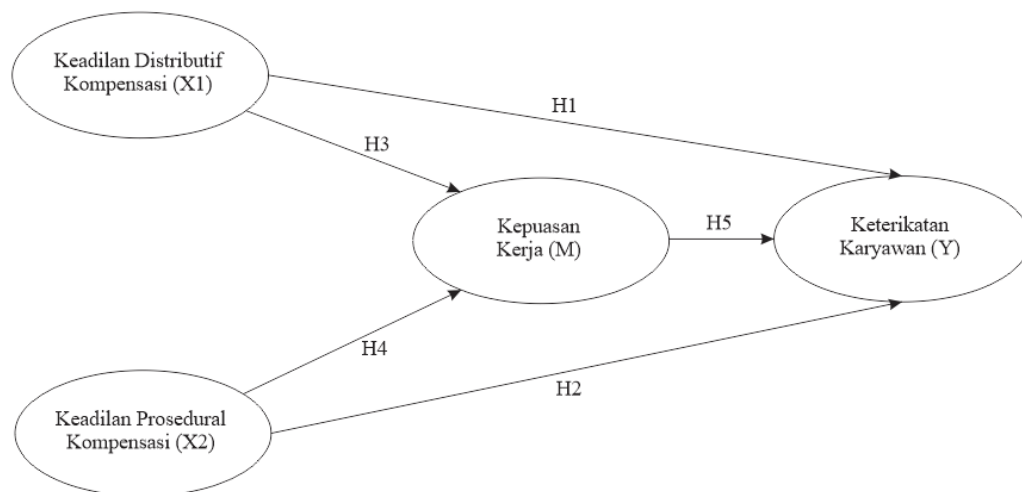 Keadilan Distributif
Kompensasi (X1)
H1
H3
Kepuasan
Kerja (M)
H5
Keterikatan
Karyawan (Y)
H4
H2
Keadilan Prosedural
Kompensasi (X2)